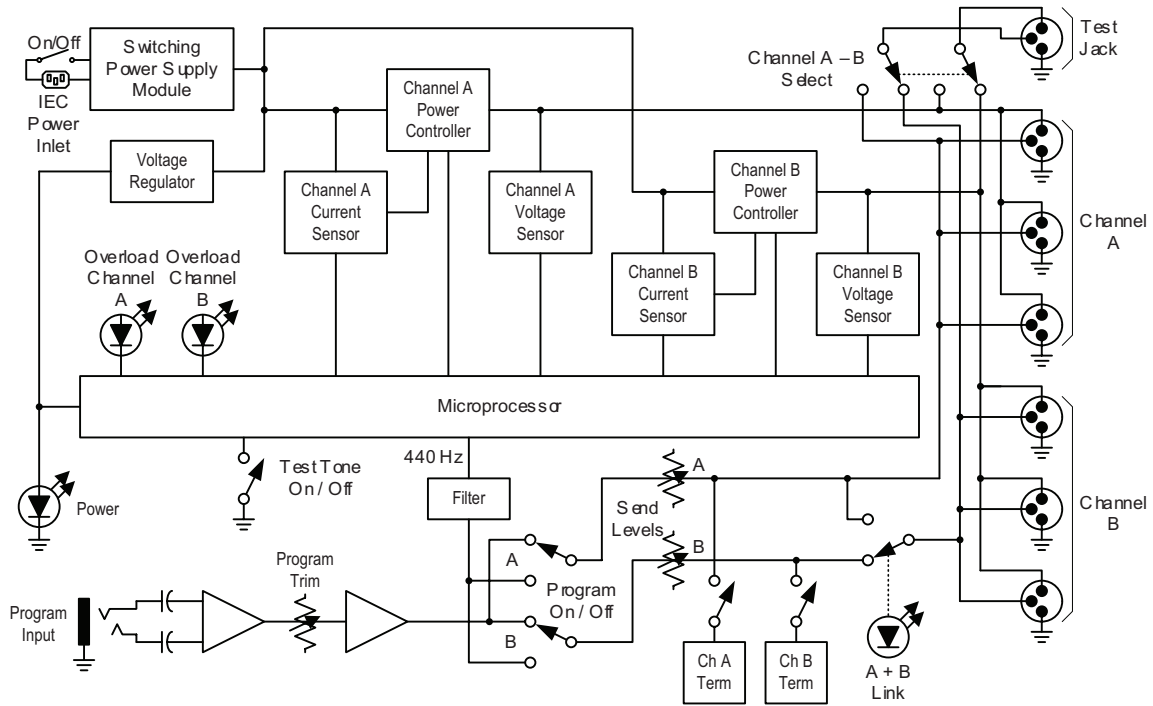 On/Off
IEC
Power
Inlet
Switching
Power Supply
Module
Voltage
Regulator
Channel A
Power
Controller
Channel A
Current
Sensor
Channel A
Voltage
Sensor
Channel B
Power
Controller
Channel B
Current
Sensor
Channel B
Voltage
Sensor
Channel A – B
Select
Test
Jack
Channel
A
Channel
B
Overload
Channel
A
Overload
Channel
B
Microprocessor
Power
Test Tone
On / Off
440 Hz
Filter
Program
Input
Program
Trim
A
B
Program
On / Off
Send
Levels
A
B
Ch A
Term
Ch B
Term
A + B
Link